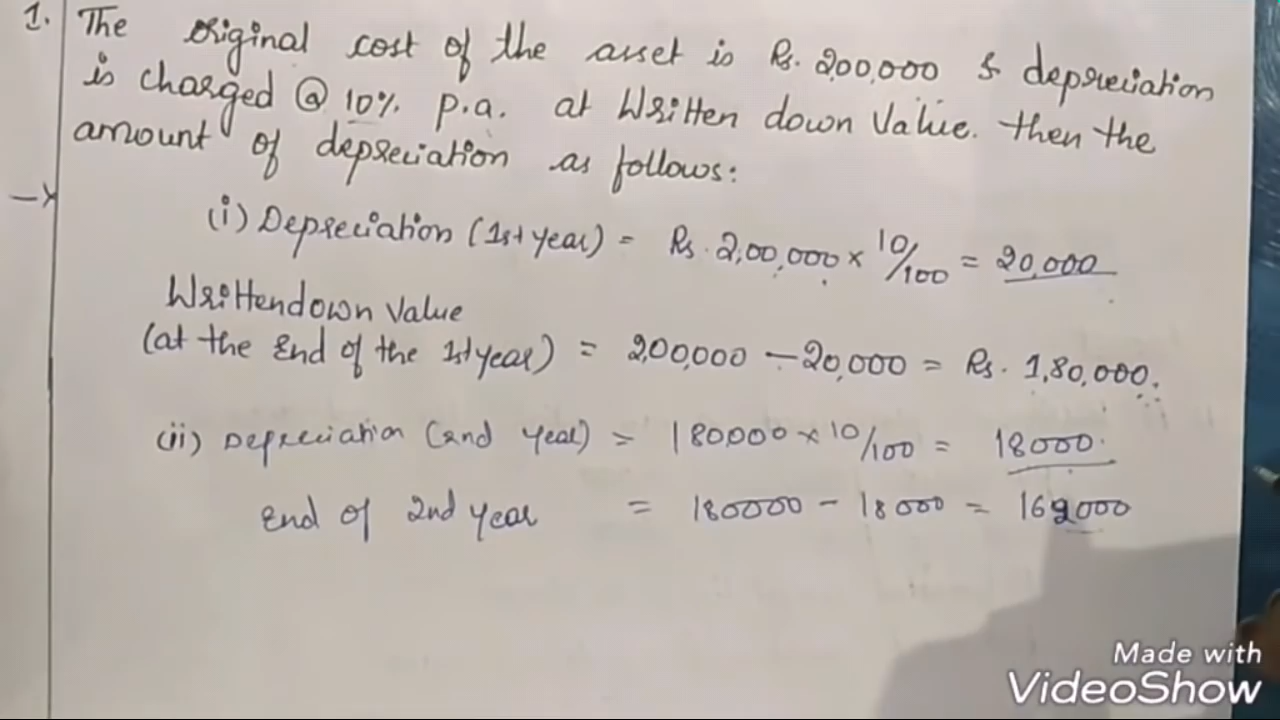 1. The original cost of the asset is Rs. 200,000 & depreciation
is charged @ 10% p.a. at Written down Value. then the
amount of depreciation as follows:
(i) Depreciation (1st year) = Rs. 2,00,000 × 10/100 = 20,000
Writtendown Value
(at the End of the 1st year) = 2,00,000 - 20,000 = Rs. 1,80,000.
(ii) Depreciation (2nd year) = 180000 × 10/100 = 18000.
End of 2nd year = 180000 - 18000 = 162000
Made with
VideoShow